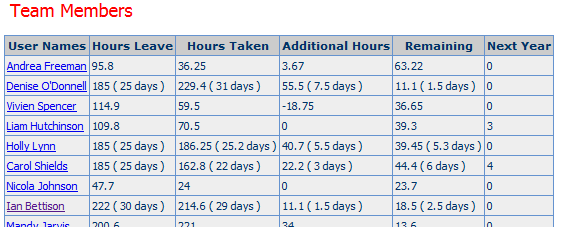 Team Members
User Names Hours Leave Hours Taken Additional Hours Remaining Next Year
Andrea Freeman 95.8 36.25 3.67 63.22 0
Denise O'Donnell 185 ( 25 days ) 229.4 ( 31 days ) 55.5 ( 7.5 days ) 11.1 ( 1.5 days ) 0
Vivien Spencer 114.9 59.5 -18.75 36.65 0
Liam Hutchinson 109.8 70.5 0 39.3 3
Holly Lynn 185 ( 25 days ) 186.25 ( 25.2 days ) 40.7 ( 5.5 days ) 39.45 ( 5.3 days ) 0
Carol Shields 185 ( 25 days ) 162.8 ( 22 days ) 22.2 ( 3 days ) 44.4 ( 6 days ) 4
Nicola Johnson 47.7 24 0 23.7 0
Ian Bettison 222 ( 30 days ) 214.6 ( 29 days ) 11.1 ( 1.5 days ) 18.5 ( 2.5 days ) 0
Mandy Jarvis 200.6 221 34 13.6 0